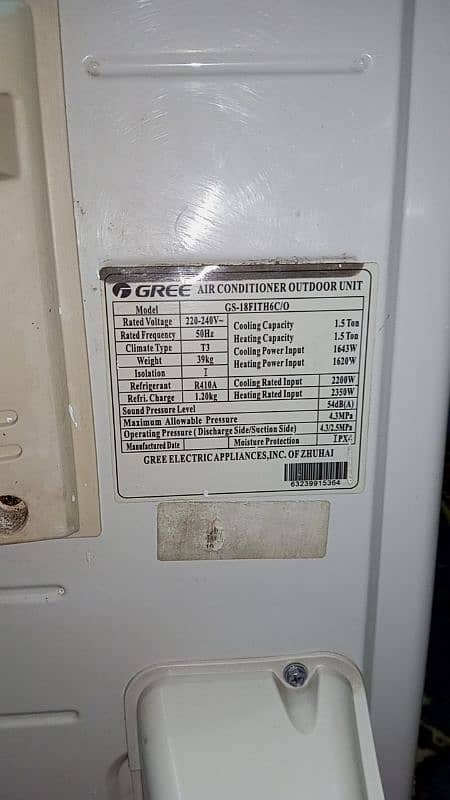 GREE AIR CONDITIONER OUTDOOR UNIT
Model GS-18FITH6C/O
Rated Voltage 220-240V~ Cooling Capacity 1.5 Ton
Rated Frequency 50Hz Heating Capacity 1.5 Ton
Climate Type T3 Cooling Power Input 1643W
Weight 39kg Heating Power Input 1620W
Isolation I
Refrigerant R410A Cooling Rated Input 2200W
Refri. Charge 1.20kg Heating Rated Input 2350W
Sound Pressure Level 54dB(A)
Maximum Allowable Pressure 4.3MPa
Operating Pressure ( Discharge Side/Suction Side) 4.3/2.5MPa
Manufactured Date Moisture Protection
GREE ELECTRIC APPLIANCES,INC. OF ZHUHAI
63239915364